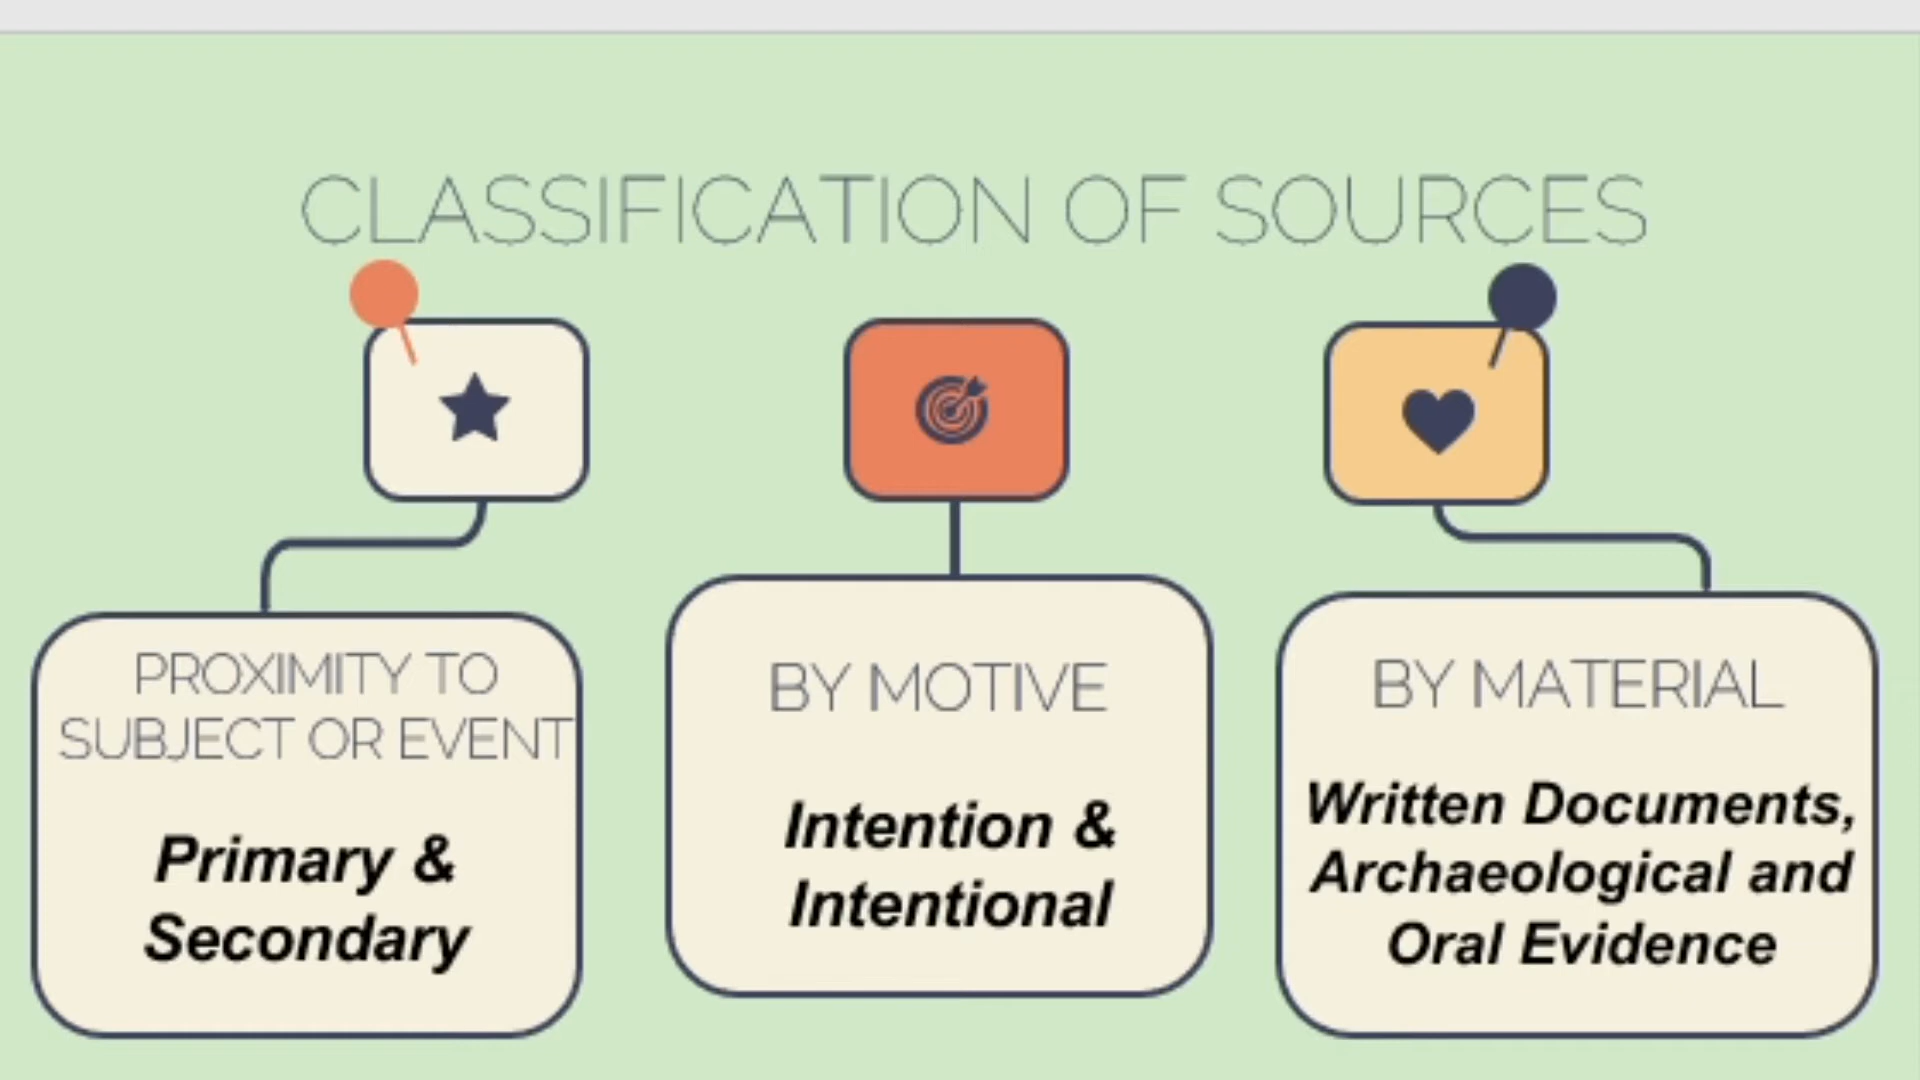 CLASSIFICATION OF SOURCES
PROXIMITY TO
SUBJECT OR EVENT
Primary &
Secondary
BY MOTIVE
Intention &
Intentional
BY MATERIAL
Written Documents,
Archaeological and
Oral Evidence